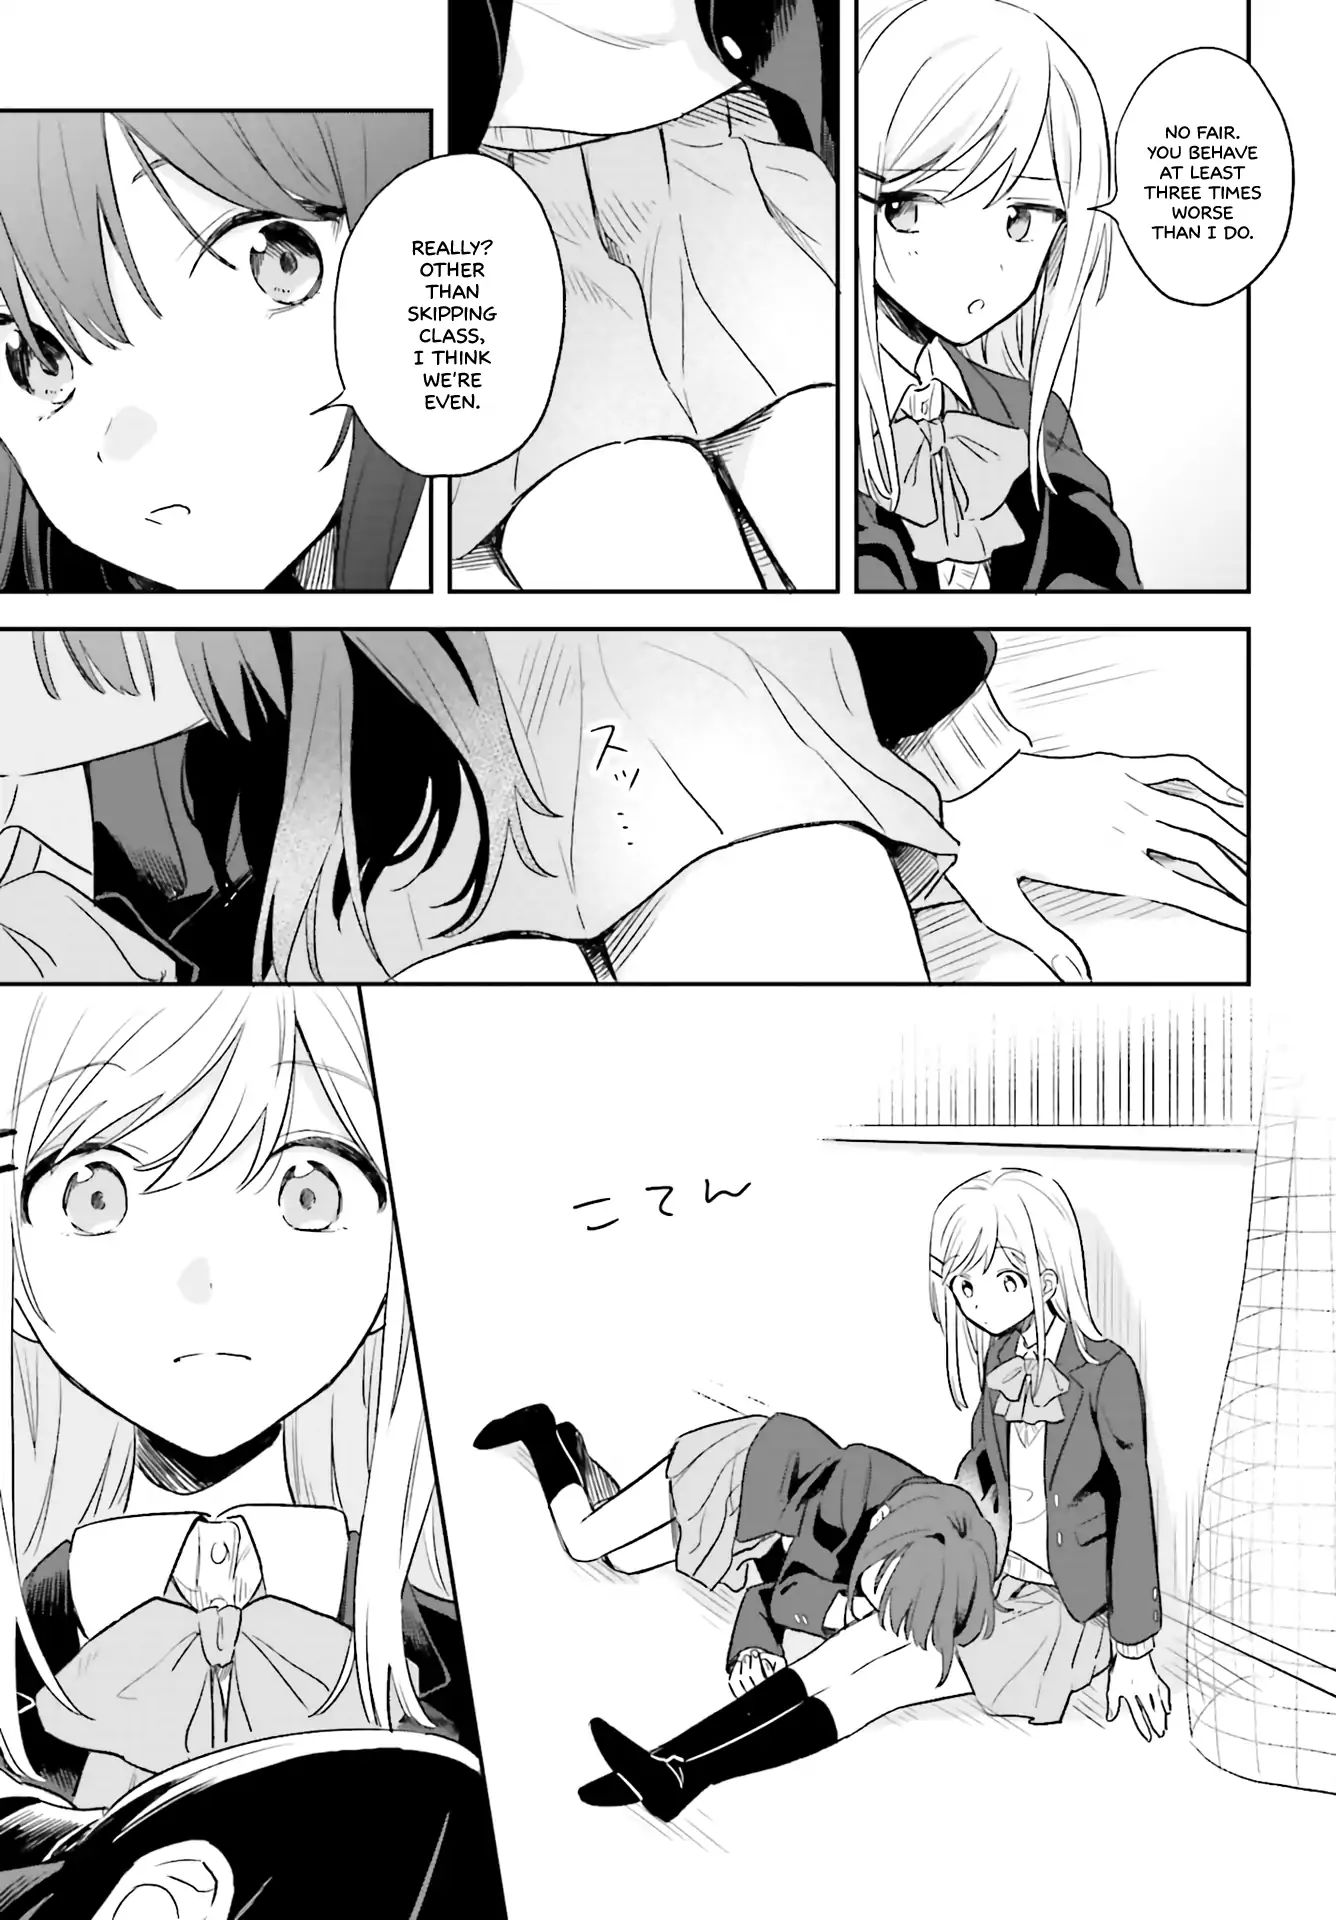 NO FAIR.
YOU BEHAVE
AT LEAST
THREE TIMES
WORSE
THAN I DO.
REALLY?
OTHER
THAN
SKIPPING
CLASS,
I THINK
WE'RE
EVEN.
スッ…
こてん